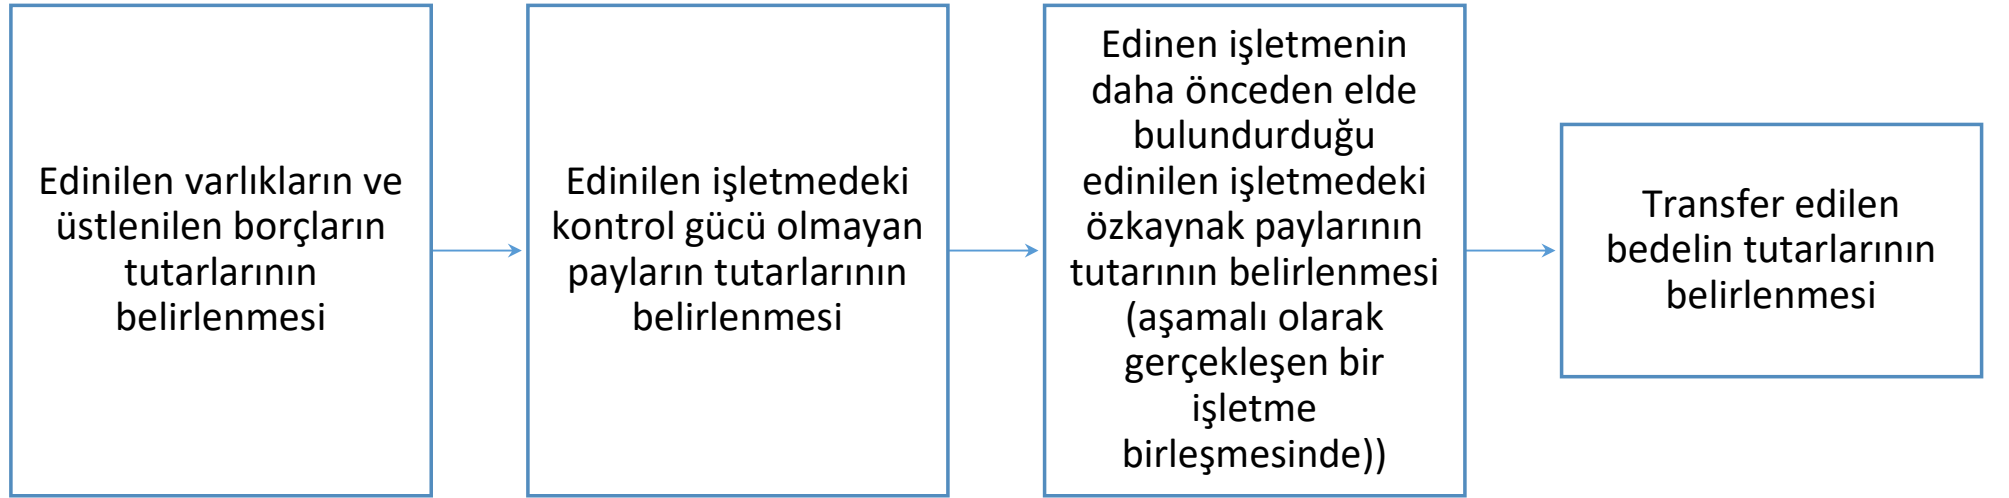 Edinilen varlıkların ve
üstlenilen borçların
tutarlarının
belirlenmesi
Edinilen işletmedeki
kontrol gücü olmayan
payların tutarlarının
belirlenmesi
Edinen işletmenin
daha önceden elde
bulundurduğu
edinilen işletmedeki
özkaynak paylarının
tutarının belirlenmesi
(aşamalı olarak
gerçekleşen bir
işletme
birleşmesinde))
Transfer edilen
bedelin tutarlarının
belirlenmesi